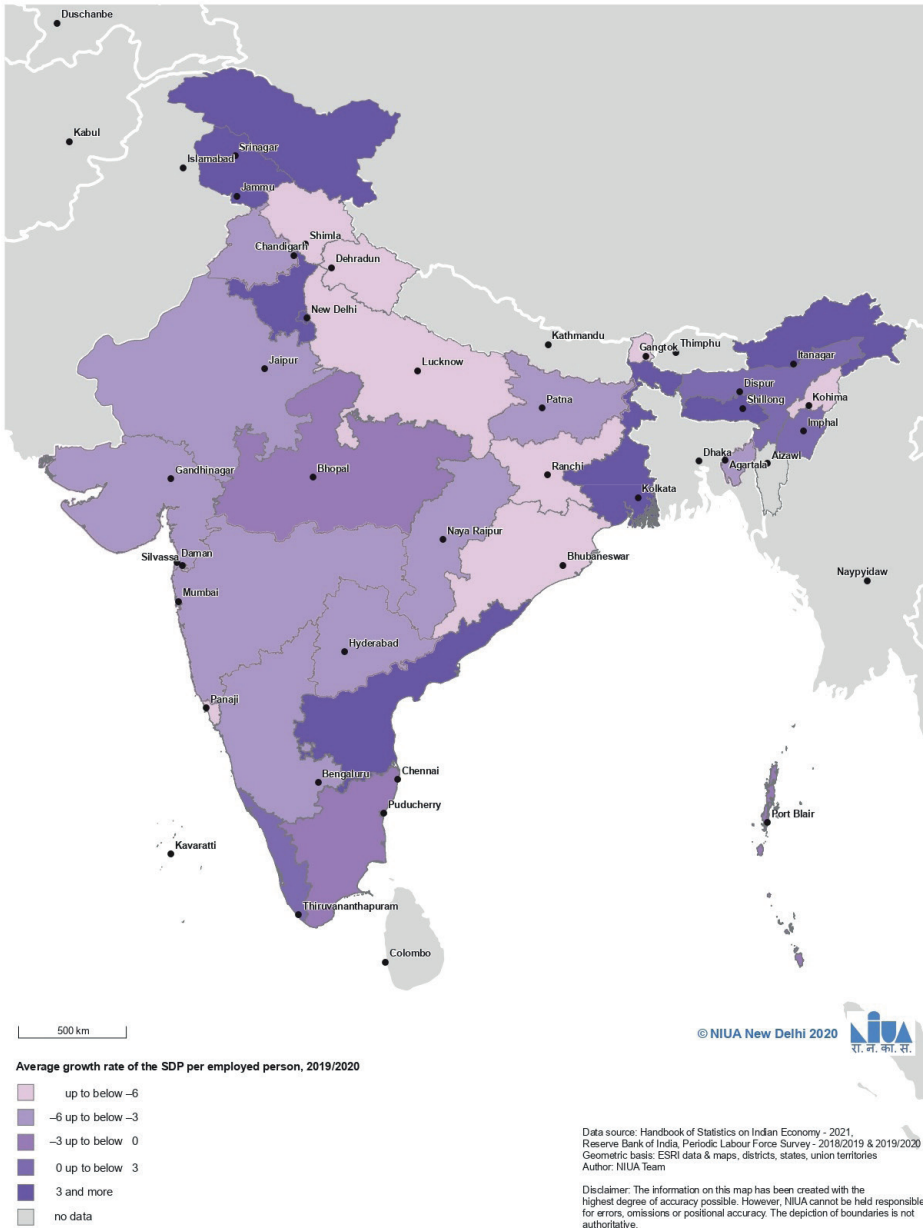 Duschanbe
Kabul
Srinagar
Islamabad
Jammu
Shimla
Chandigarh
Dehradun
New Delhi
Kathmandu
Thimphu
Gangtok
Itanagar
Jaipur
Lucknow
Dispur
Kohima
Patna
Shillong
Imphal
Dhaka
Aizawl
Gandhinagar
Bhopal
Ranchi
Agartala
Kolkata
Naya Raipur
Silvassa
Daman
Bhubaneswar
Naypyidaw
Mumbai
Hyderabad
Panaji
Bengaluru
Chennai
Puducherry
Port Blair
Kavaratti
Thiruvananthapuram
Colombo
500 km
© NIUA New Delhi 2020
NIUA
रा. न. का. सं.
Average growth rate of the SDP per employed person, 2019/2020
up to below –6
–6 up to below –3
–3 up to below 0
0 up to below 3
3 and more
no data
Data source: Handbook of Statistics on Indian Economy - 2021,
Reserve Bank of India, Periodic Labour Force Survey - 2018/2019 & 2019/2020
Geometric basis: ESRI data & maps, districts, states, union territories
Author: NIUA Team
Disclaimer: The information on this map has been created with the
highest degree of accuracy possible. However, NIUA cannot be held responsible
for errors, omissions or positional accuracy. The depiction of boundaries is not
authoritative.